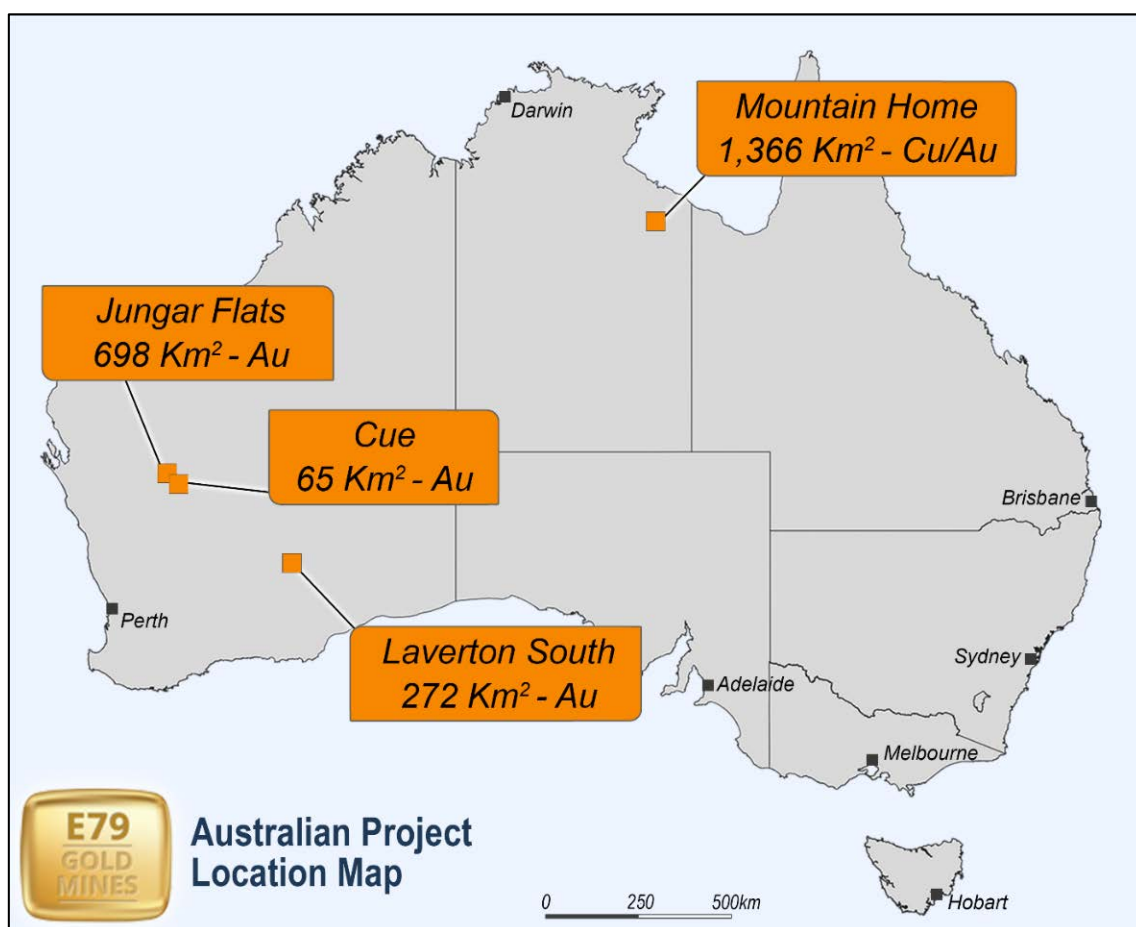 Darwin
Mountain Home
1,366 Km² - Cu/Au
Jungar Flats
698 Km² - Au
Cue
65 Km² - Au
Brisbane
Perth
Laverton South
272 Km² - Au
Sydney
Adelaide
Melbourne
E79
GOLD
MINES
Australian Project
Location Map
0 250 500km
Hobart